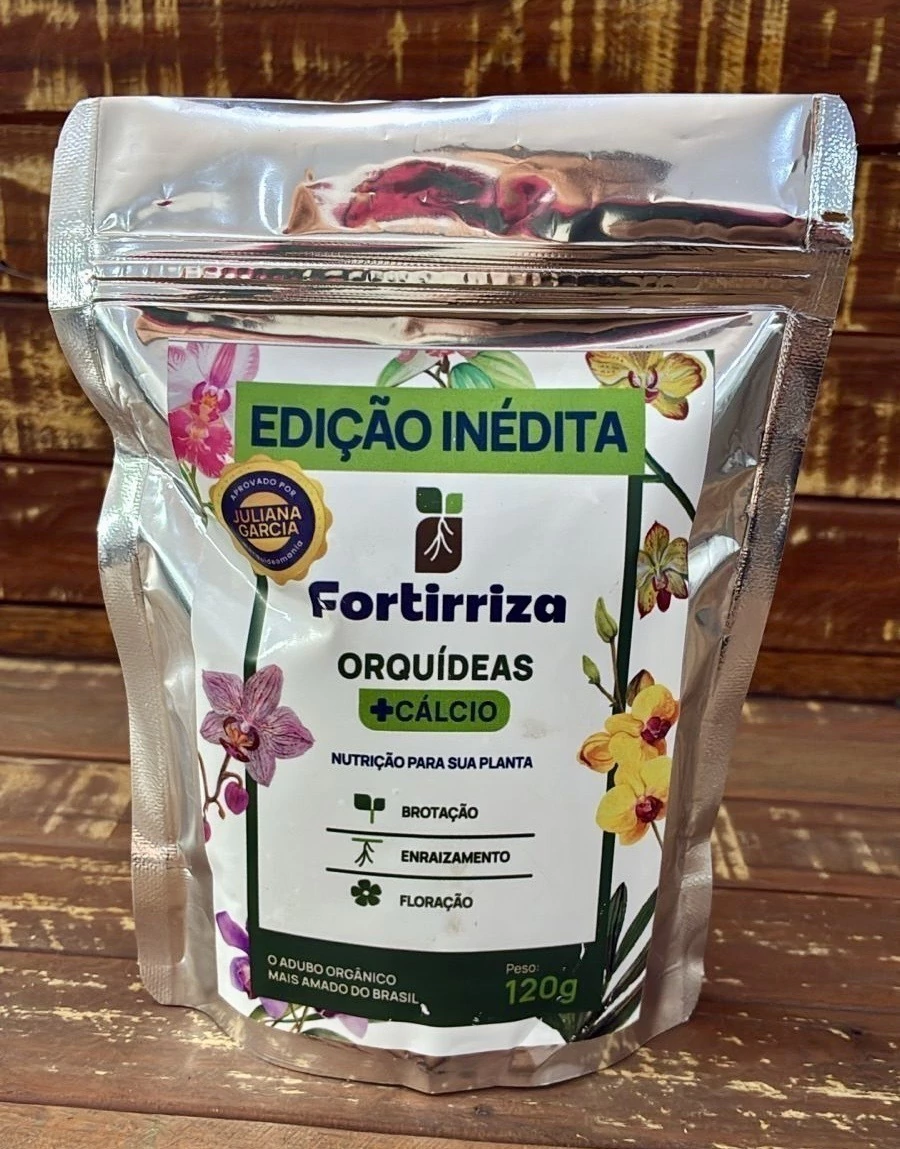 EDIÇÃO INÉDITA
APROVADO POR
JULIANA
GARCIA
Fortirriza
ORQUÍDEAS
+CÁLCIO
NUTRIÇÃO PARA SUA PLANTA
BROTAÇÃO
ENRAIZAMENTO
FLORAÇÃO
O ADUBO ORGÂNICO
MAIS AMADO DO BRASIL
Peso:
120g